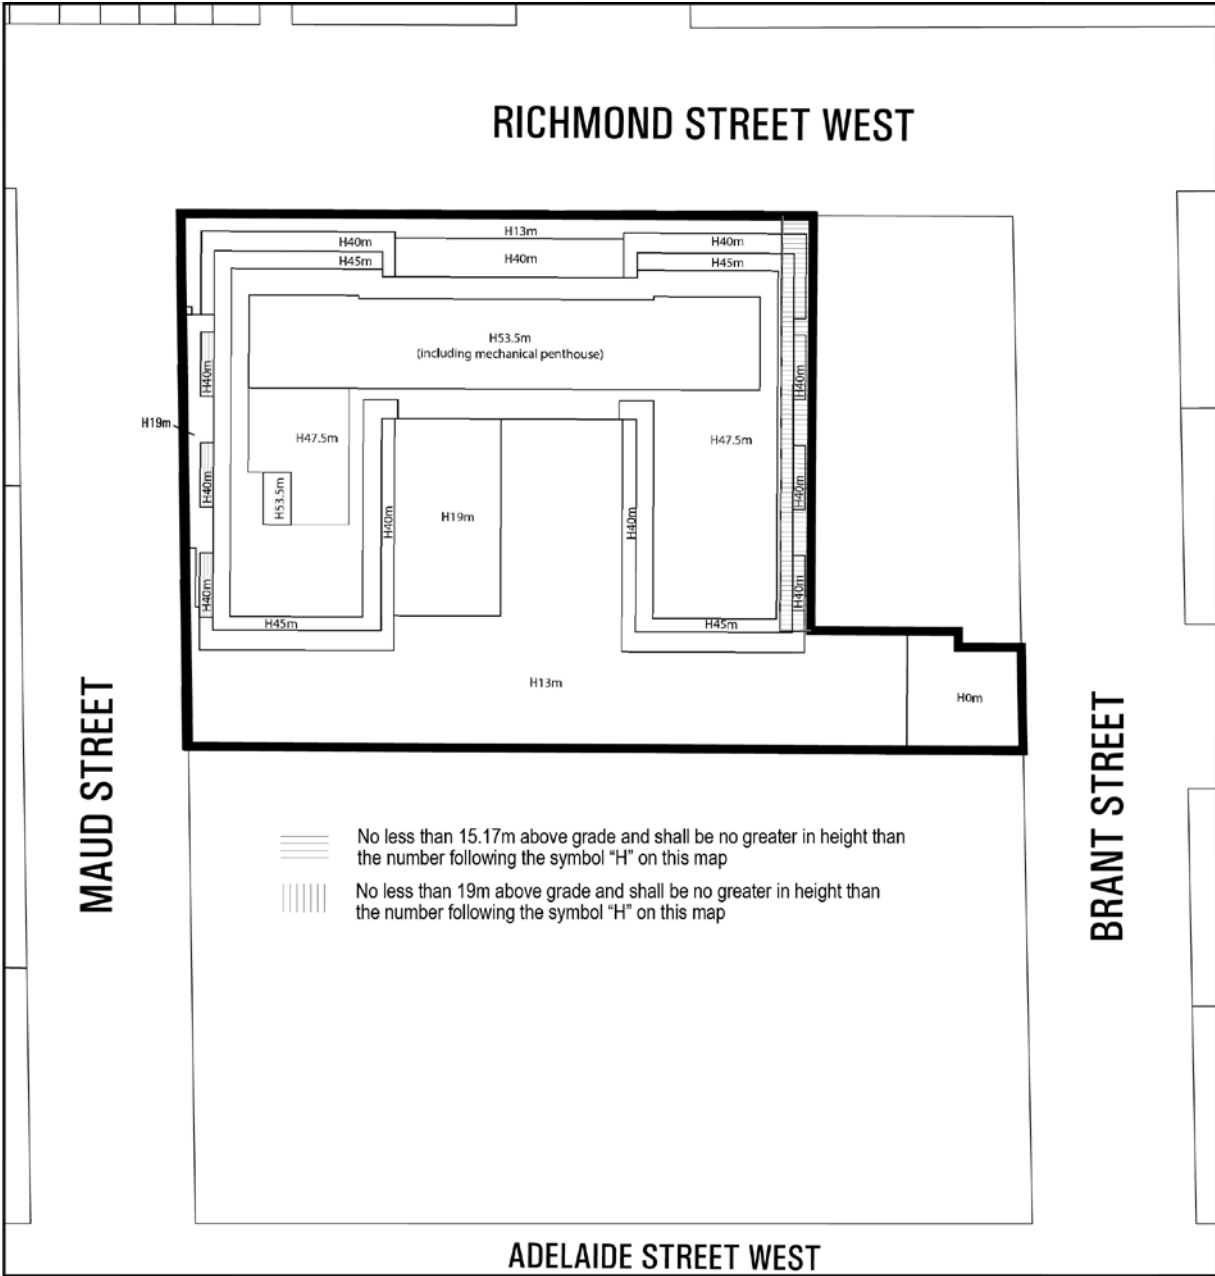 RICHMOND STREET WEST
H13m
H40m
H40m
H40m
H45m
H45m
H53.5m
(including mechanical penthouse)
H40m
H40m
H19m
H47.5m
H47.5m
H40m
H40m
H53.5m
H19m
H40m
H40m
H40m
H40m
H45m
H45m
H13m
H0m
MAUD STREET
BRANT STREET
No less than 15.17m above grade and shall be no greater in height than
the number following the symbol “H” on this map
No less than 19m above grade and shall be no greater in height than
the number following the symbol “H” on this map
ADELAIDE STREET WEST